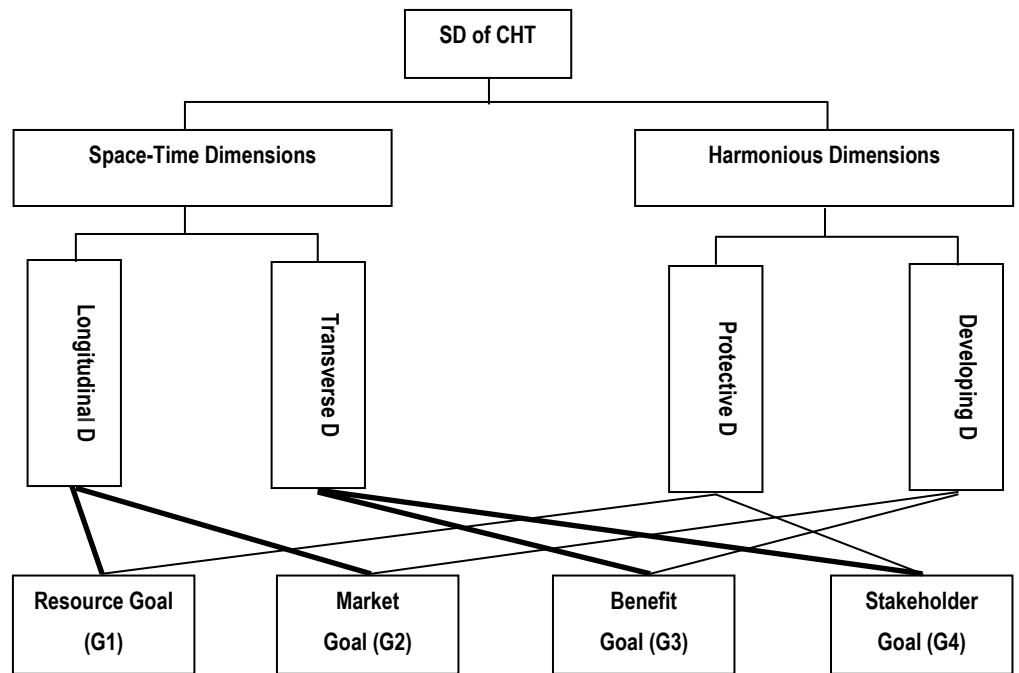 SD of CHT
Space-Time Dimensions
Harmonious Dimensions
Longitudinal D
Transverse D
Protective D
Developing D
Resource Goal
(G1)
Market
Goal (G2)
Benefit
Goal (G3)
Stakeholder
Goal (G4)